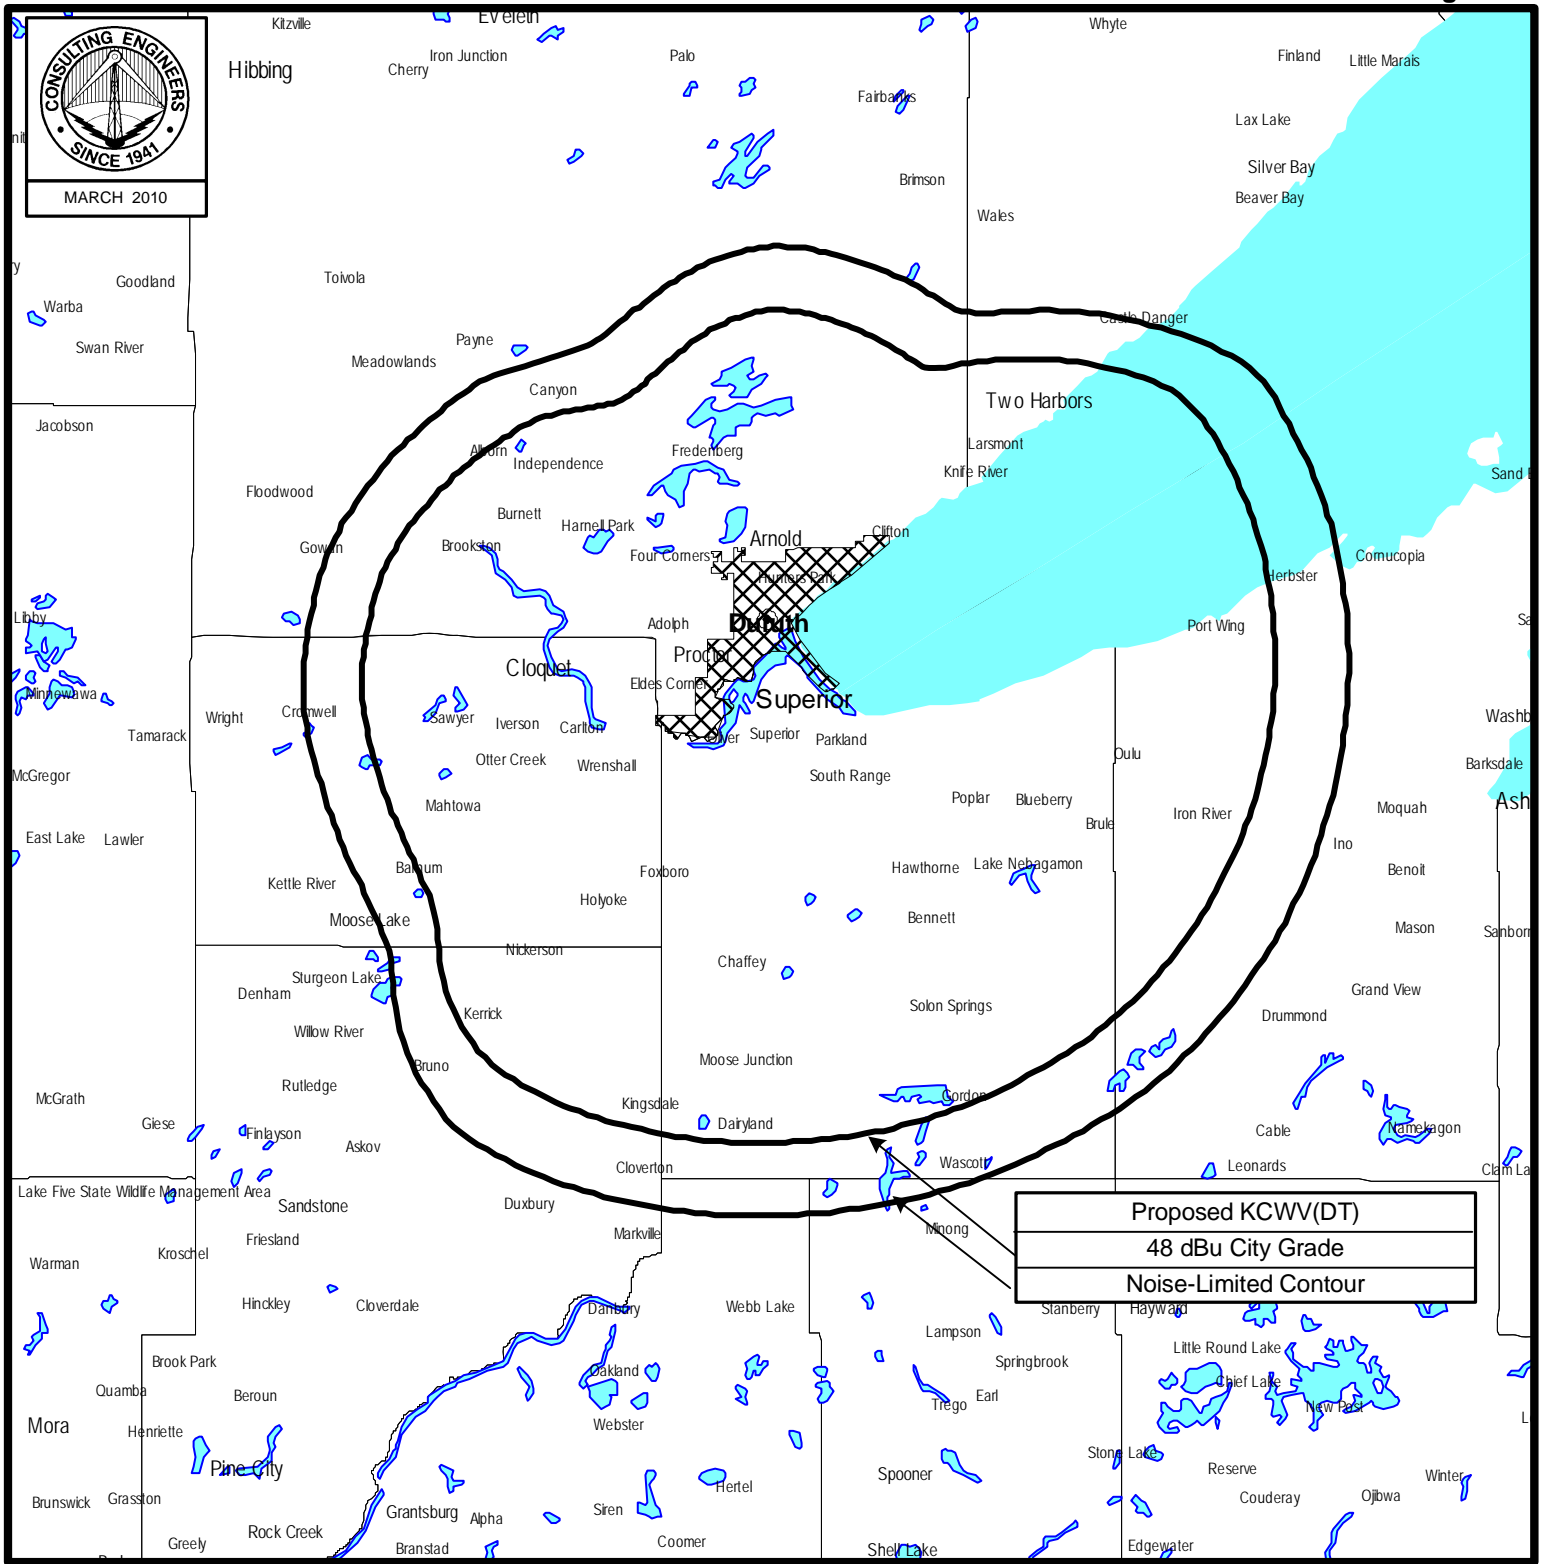 Kitzville
Eveleth
Whyte
CONSULTING ENGINEERS
SINCE 1941
MARCH 2010
Iron Junction
Palo
Finland
Little Marais
Hibbing
Cherry
Fairbanks
Lax Lake
Silver Bay
Brimson
Beaver Bay
Wales
Goodland
Toivola
Warba
Castle Danger
Swan River
Payne
Meadowlands
Canyon
Two Harbors
Jacobson
Larsmont
Alborn
Independence
Fredenberg
Knife River
Sand
Floodwood
Burnett
Harnell Park
Clifton
Arnold
Gowan
Brookston
Four Corners
Cornucopia
Hunters Park
Herbster
Libby
Adolph
Duluth
Port Wing
Proctor
Cloquet
Eldes Corner
Minnewawa
Superior
Cromwell
Wright
Sawyer
Iverson
Carlton
Washb
Tamarack
Oliver
Superior
Parkland
Otter Creek
Wrenshall
Oulu
Barksdale
McGregor
South Range
Mahtowa
Poplar
Blueberry
Moquah
Ash
Brule
Iron River
East Lake
Lawler
Ino
Barnum
Foxboro
Hawthorne
Lake Nebagamon
Benoit
Kettle River
Holyoke
Moose Lake
Bennett
Mason
Sanborn
Nickerson
Chaffey
Sturgeon Lake
Denham
Grand View
Kerrick
Solon Springs
Drummond
Willow River
Bruno
Moose Junction
Rutledge
McGrath
Kingsdale
Gordon
Giese
Dairyland
Finlayson
Cable
Namekagon
Askov
Cloverton
Wascott
Leonards
Clam La
Lake Five State Wildlife Management Area
Sandstone
Duxbury
Proposed KCWV(DT)
48 dBu City Grade
Noise-Limited Contour
Friesland
Markville
Minong
Kroschel
Warman
Hinckley
Cloverdale
Danbury
Webb Lake
Stanberry
Hayward
Lampson
Little Round Lake
Brook Park
Springbrook
Oakland
Chief Lake
Quamba
Beroun
Earl
Trego
New Post
Mora
Henriette
Webster
Stone Lake
Pine City
Spooner
Reserve
Winter
Hertel
Brunswick
Grasston
Couderay
Ojibwa
Grantsburg
Alpha
Siren
Rock Creek
Greely
Branstad
Coomer
Shell Lake
Edgewater